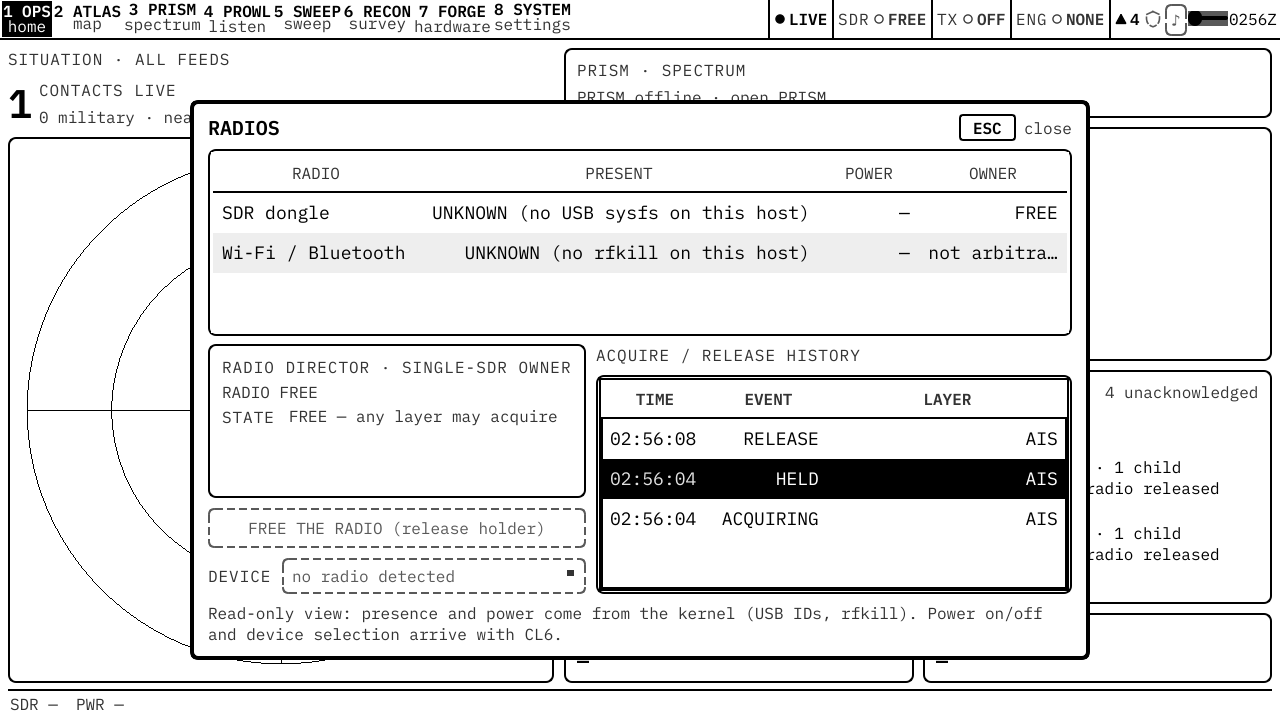 1 OPS 2 ATLAS 3 PRISM 4 PROWL 5 SWEEP 6 RECON 7 FORGE 8 SYSTEM
home map spectrum listen sweep survey hardware settings
● LIVE SDR ○ FREE TX ○ OFF ENG ○ NONE ▲4 ♪ 0256Z
SITUATION · ALL FEEDS
1 CONTACTS LIVE
0 military · nea
PRISM · SPECTRUM
PRISM offline · open PRISM
RADIOS
ESC close
RADIO PRESENT POWER OWNER
SDR dongle UNKNOWN (no USB sysfs on this host) — FREE
Wi-Fi / Bluetooth UNKNOWN (no rfkill on this host) — not arbitra…
RADIO DIRECTOR · SINGLE-SDR OWNER
RADIO FREE
STATE FREE — any layer may acquire
FREE THE RADIO (release holder)
DEVICE no radio detected
ACQUIRE / RELEASE HISTORY
TIME EVENT LAYER
02:56:08 RELEASE AIS
02:56:04 HELD AIS
02:56:04 ACQUIRING AIS
Read-only view: presence and power come from the kernel (USB IDs, rfkill). Power on/off
and device selection arrive with CL6.
4 unacknowledged
· 1 child
radio released
· 1 child
radio released
SDR — PWR —